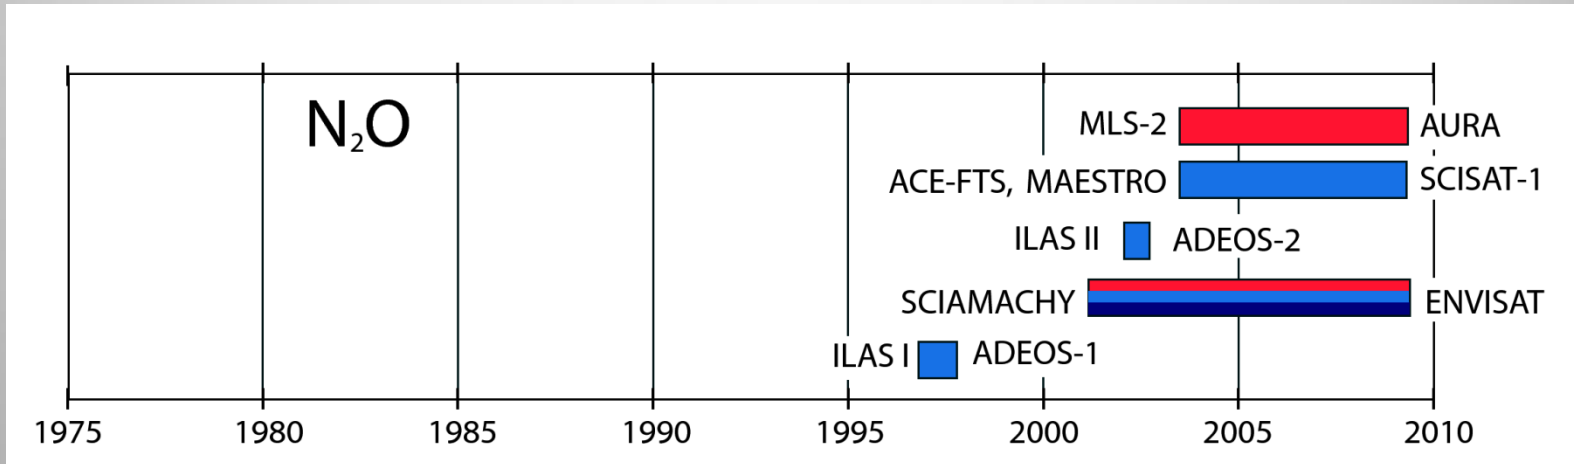 N₂O
MLS-2 AURA
ACE-FTS, MAESTRO SCISAT-1
ILAS II ADEOS-2
SCIAMACHY ENVISAT
ILAS I ADEOS-1
1975 1980 1985 1990 1995 2000 2005 2010